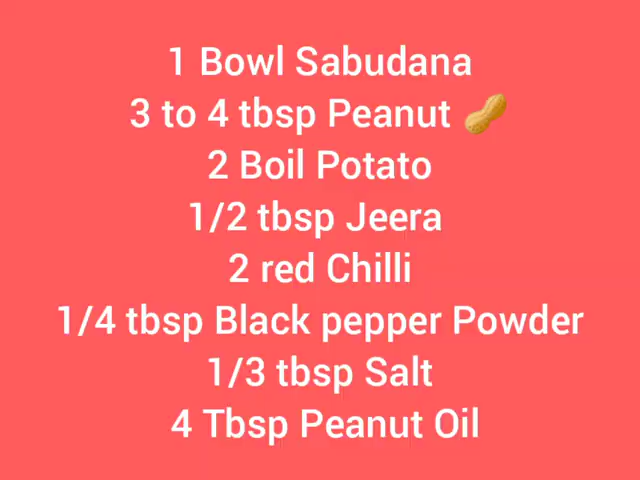 1 Bowl Sabudana
3 to 4 tbsp Peanut 🥜
2 Boil Potato
1/2 tbsp Jeera
2 red Chilli
1/4 tbsp Black pepper Powder
1/3 tbsp Salt
4 Tbsp Peanut Oil